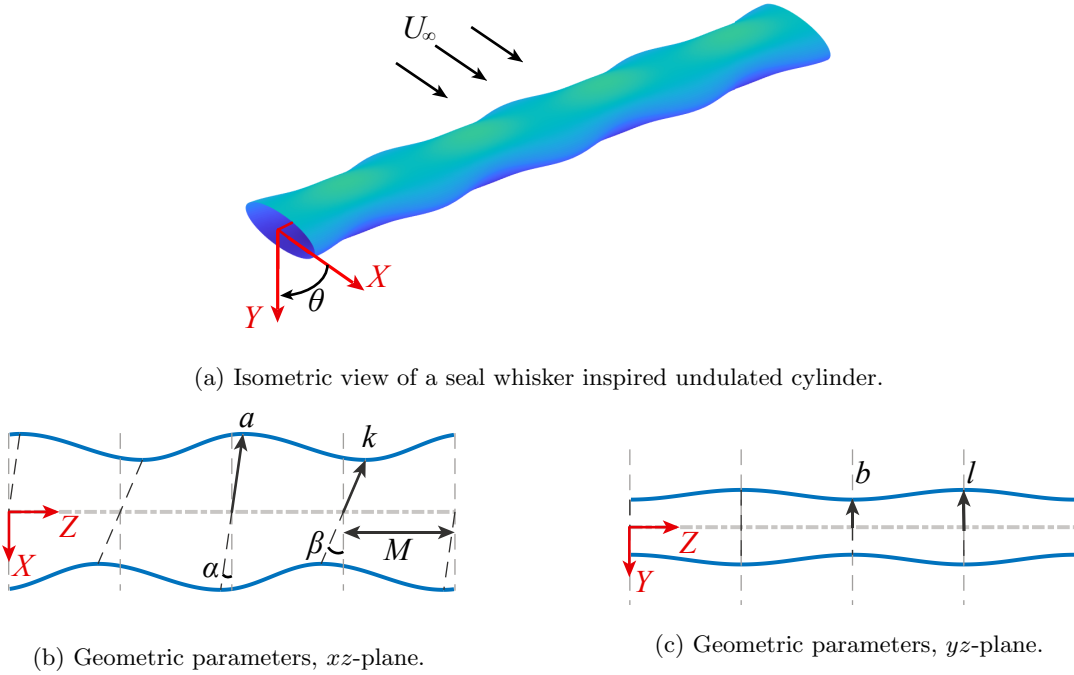 U∞
X
θ
Y
(a) Isometric view of a seal whisker inspired undulated cylinder.
a
k
b
l
Z
Z
M
β
X
α
Y
(b) Geometric parameters, xz-plane.
(c) Geometric parameters, yz-plane.